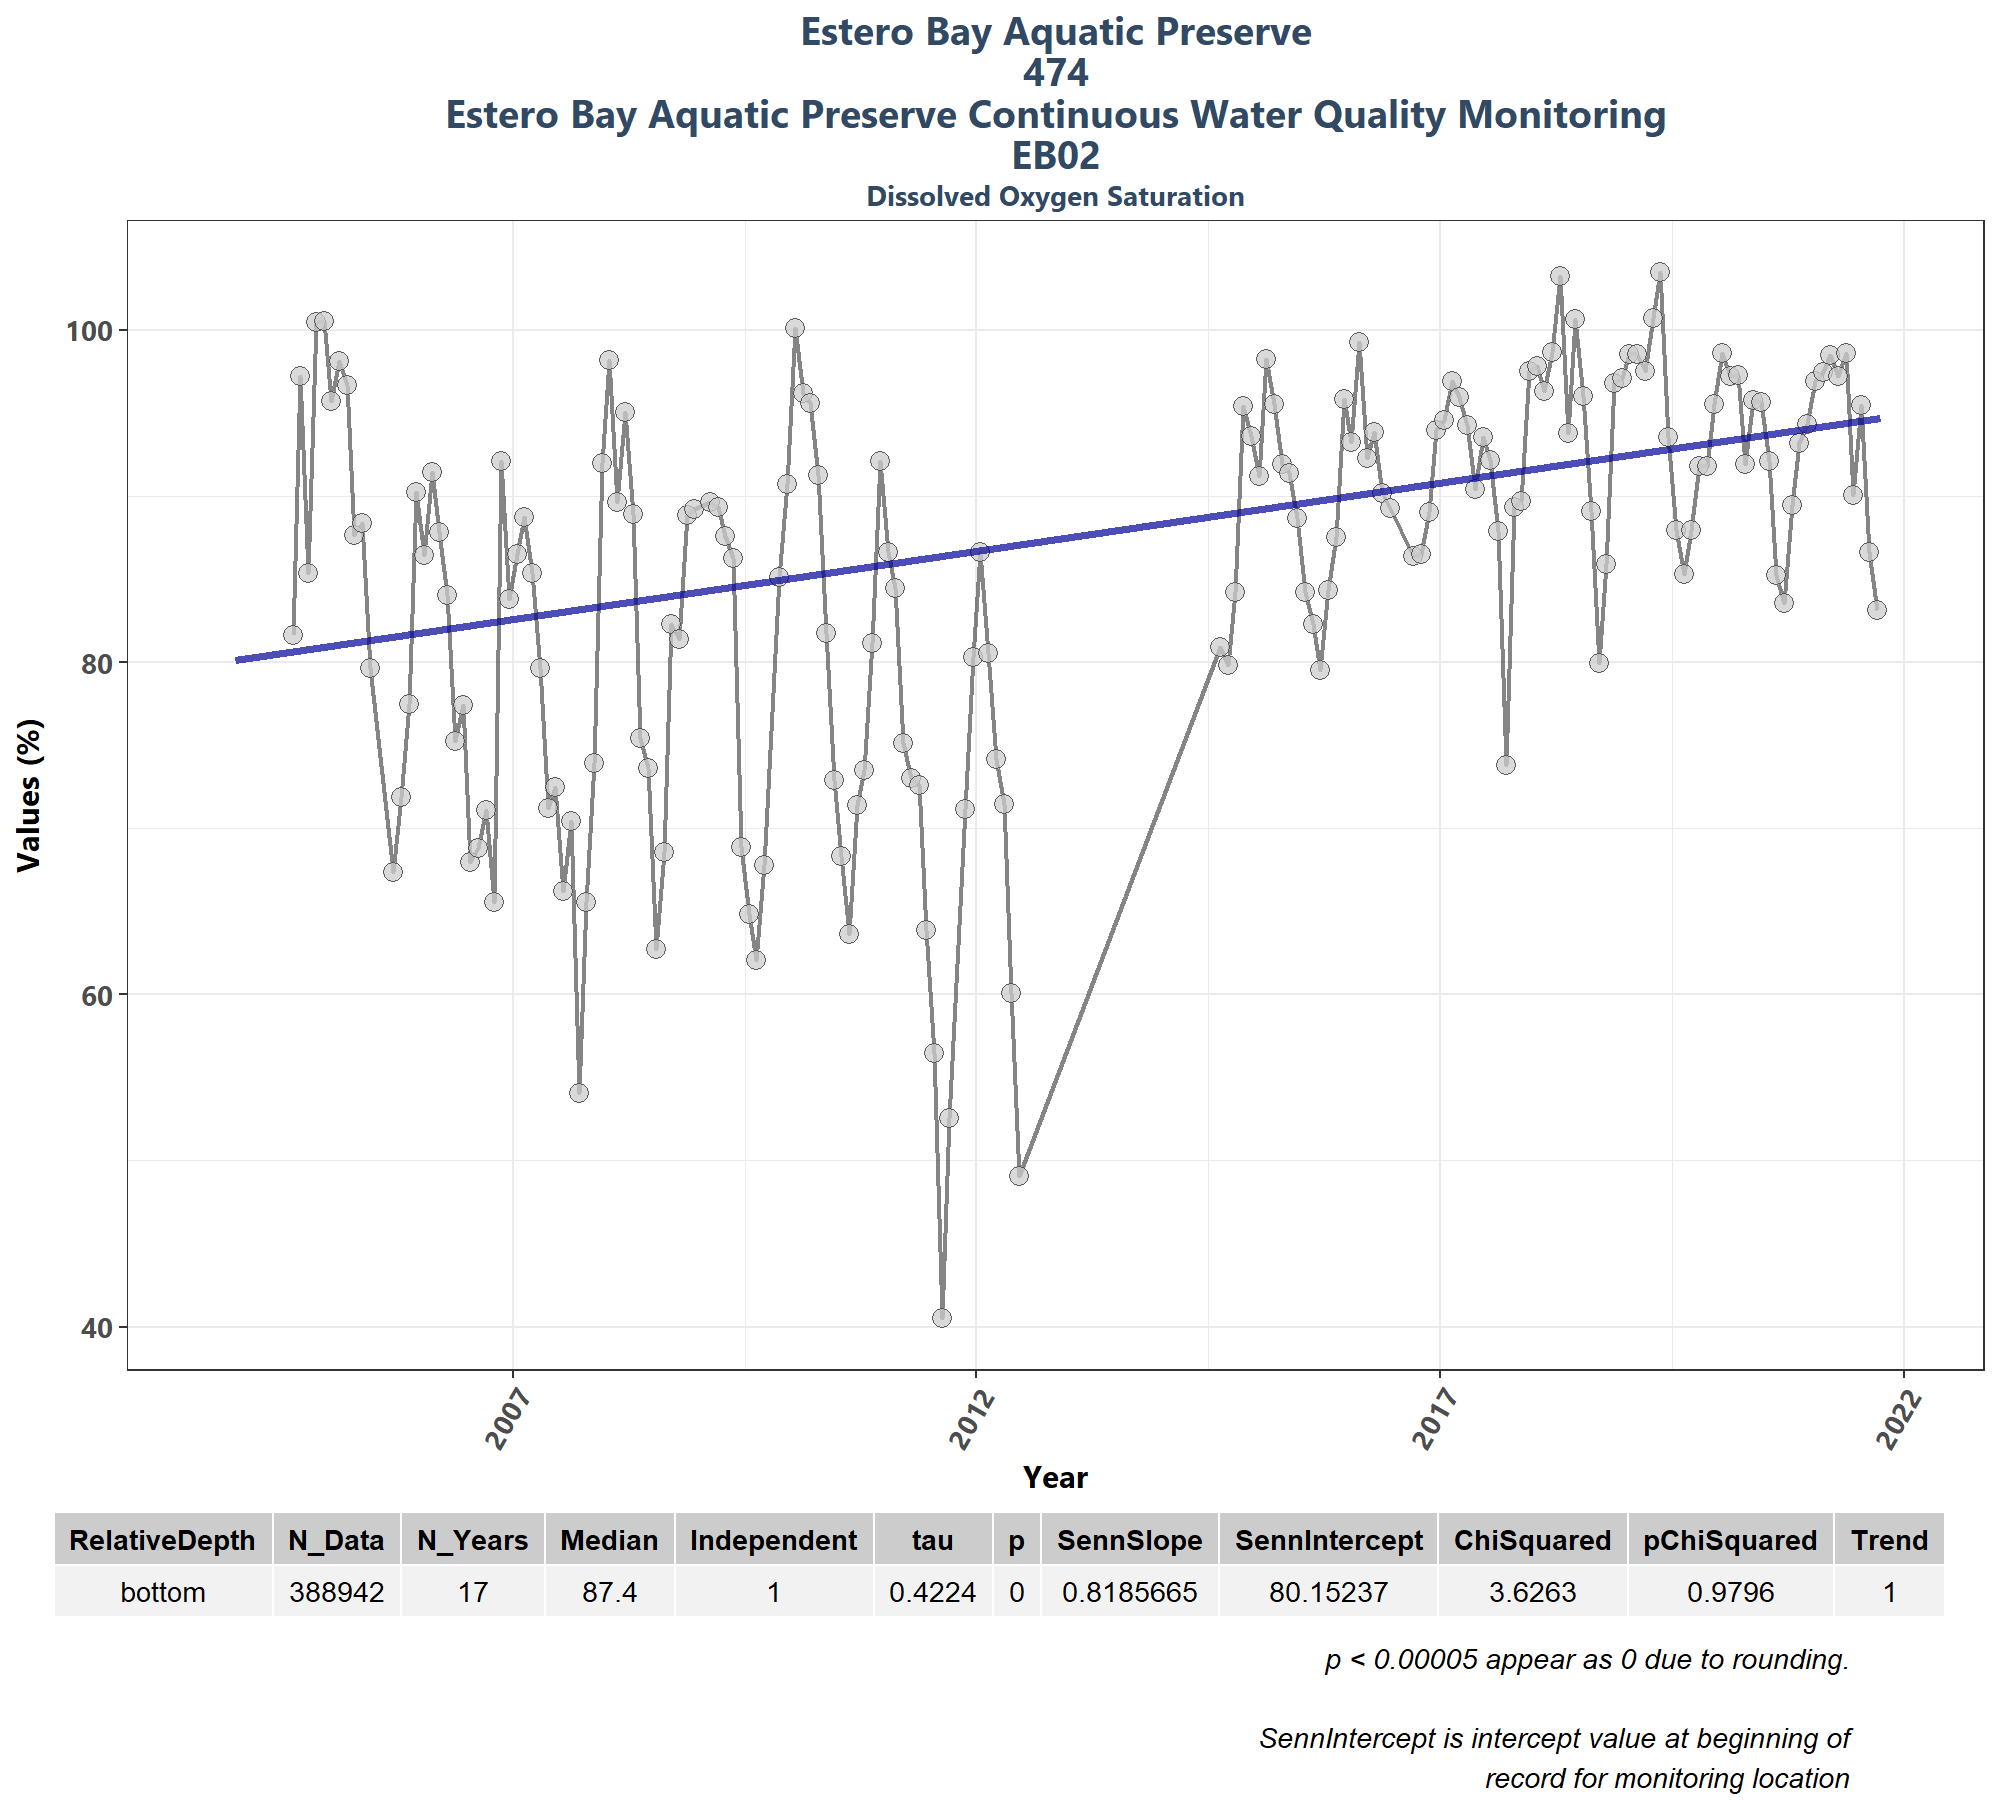 Estero Bay Aquatic Preserve
474
Estero Bay Aquatic Preserve Continuous Water Quality Monitoring
EB02
Dissolved Oxygen Saturation
100
80
60
40
Values (%)
2007 2012 2017 2022
Year
RelativeDepth N_Data N_Years Median Independent tau p SennSlope SennIntercept ChiSquared pChiSquared Trend
bottom 388942 17 87.4 1 0.4224 0 0.8185665 80.15237 3.6263 0.9796 1
p < 0.00005 appear as 0 due to rounding.
SennIntercept is intercept value at beginning of
record for monitoring location